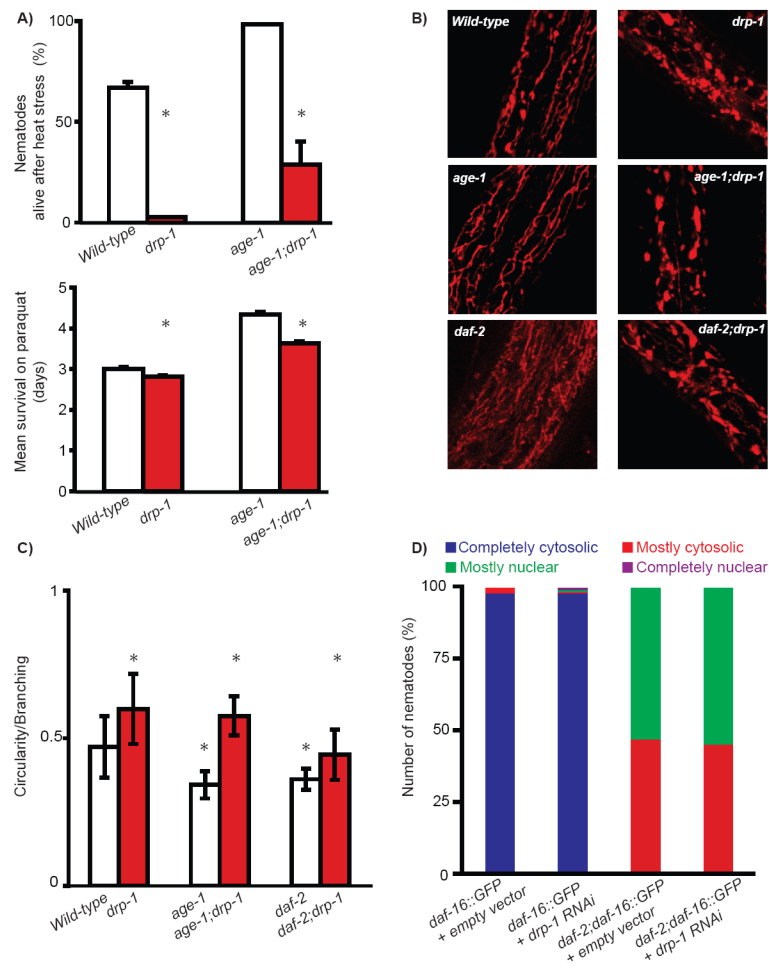 A)
Nematodes
alive after heat stress (%)
100
50
0
Wild-type
drp-1
age-1
age-1;drp-1
*
*
Mean survival on paraquat
(days)
5
4
3
2
1
0
Wild-type
drp-1
age-1
age-1;drp-1
*
*
B)
Wild-type
drp-1
age-1
age-1;drp-1
daf-2
daf-2;drp-1
C)
Circularity/Branching
1
0.5
0
*
*
*
*
*
Wild-type
drp-1
age-1
age-1;drp-1
daf-2
daf-2;drp-1
D)
Completely cytosolic
Mostly cytosolic
Mostly nuclear
Completely nuclear
Number of nematodes (%)
100
75
50
25
0
daf-16::GFP
+ empty vector
daf-16::GFP
+ drp-1 RNAi
daf-2;daf-16::GFP
+ empty vector
daf-2;daf-16::GFP
+ drp-1 RNAi